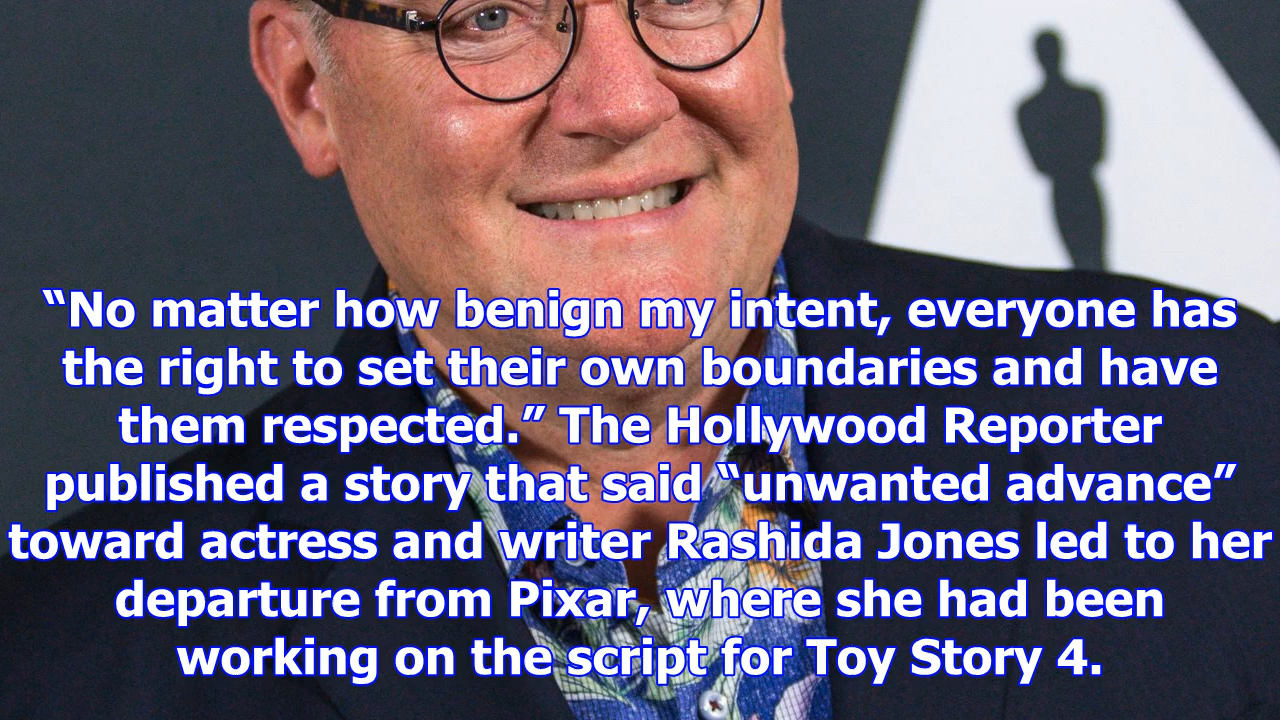 “No matter how benign my intent, everyone has
the right to set their own boundaries and have
them respected.” The Hollywood Reporter
published a story that said “unwanted advance”
toward actress and writer Rashida Jones led to her
departure from Pixar, where she had been
working on the script for Toy Story 4.